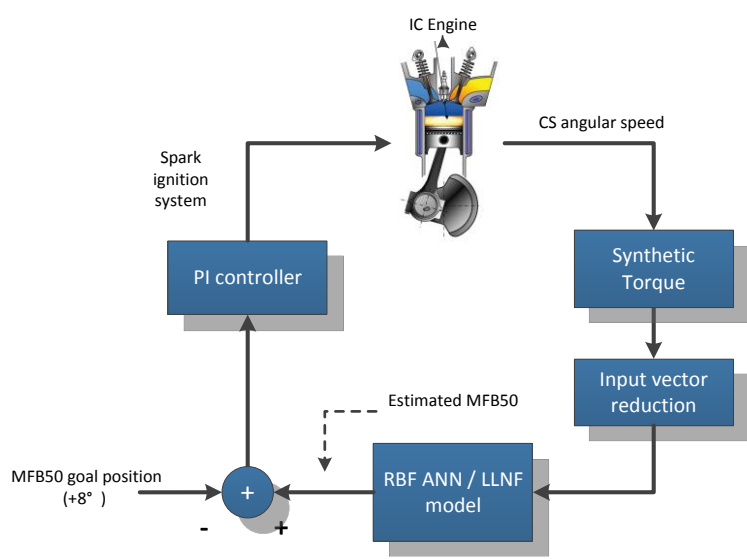 IC Engine
CS angular speed
Spark
ignition
system
Synthetic
Torque
PI controller
Input vector
reduction
Estimated MFB50
RBF ANN / LLNF
model
MFB50 goal position
(+8° )
+
-
+